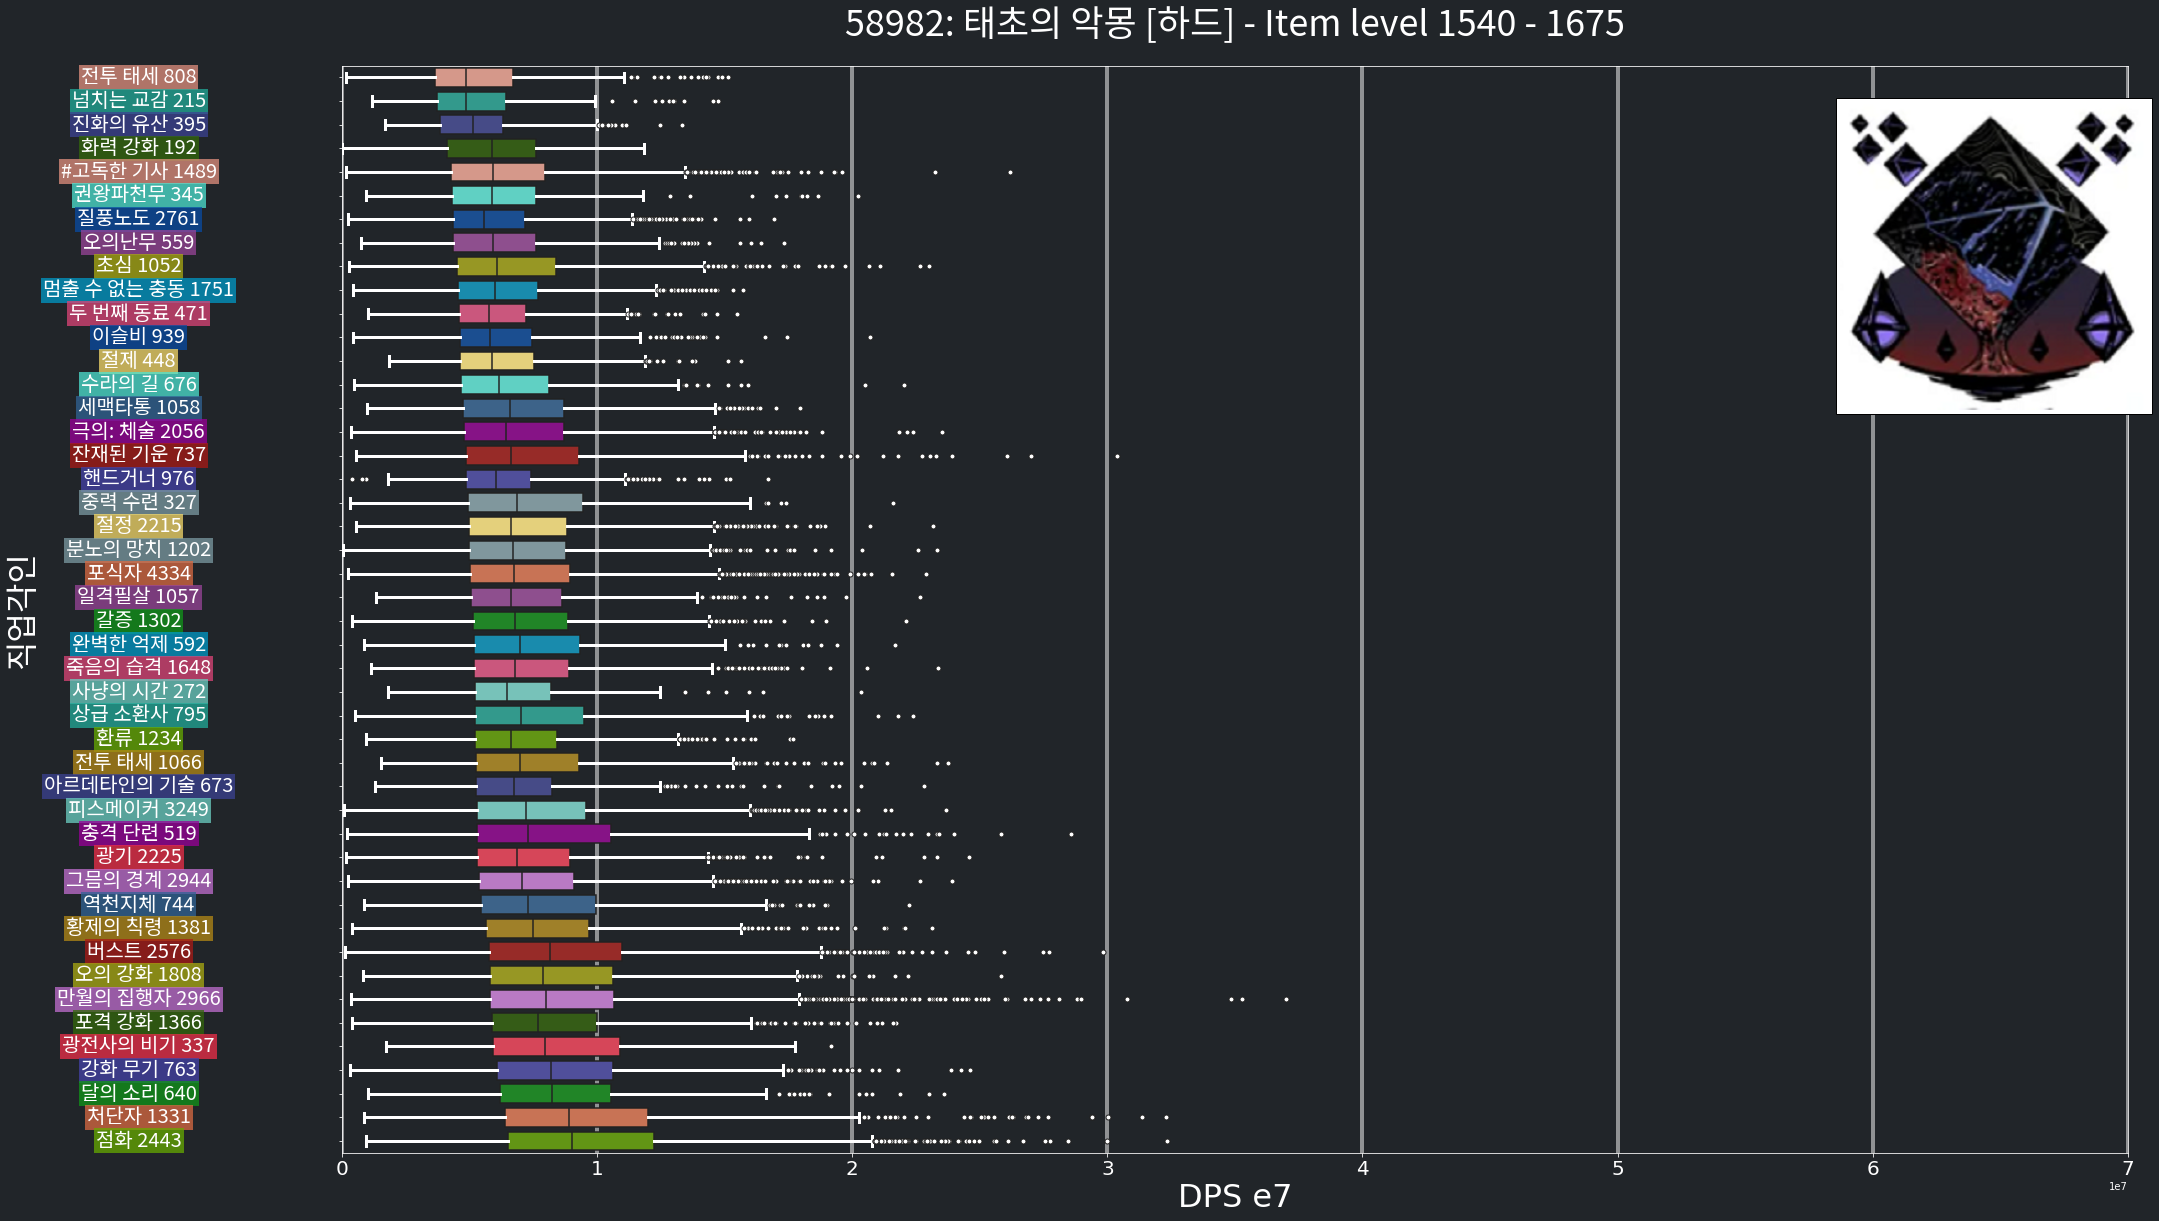 58982: 태초의 악몽 [하드] - Item level 1540 - 1675
전투 태세 808
넘치는 교감 215
진화의 유산 395
화력 강화 192
#고독한 기사 1489
권왕파천무 345
질풍노도 2761
오의난무 559
초심 1052
멈출 수 없는 충동 1751
두 번째 동료 471
이슬비 939
절제 448
수라의 길 676
세맥타통 1058
극의: 체술 2056
잔재된 기운 737
핸드거너 976
중력 수련 327
절정 2215
분노의 망치 1202
포식자 4334
일격필살 1057
갈증 1302
완벽한 억제 592
죽음의 습격 1648
사냥의 시간 272
상급 소환사 795
환류 1234
전투 태세 1066
아르데타인의 기술 673
피스메이커 3249
충격 단련 519
광기 2225
그믐의 경계 2944
역천지체 744
황제의 칙령 1381
버스트 2576
오의 강화 1808
만월의 집행자 2966
포격 강화 1366
광전사의 비기 337
강화 무기 763
달의 소리 640
처단자 1331
점화 2443
직업각인
0 1 2 3 4 5 6 7
1e7
DPS e7